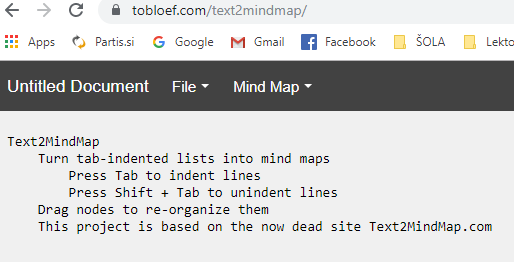 tobloef.com/text2mindmap/
Apps Partis.si Google Gmail Facebook ŠOLA Lekto
Untitled Document File Mind Map
Text2MindMap
Turn tab-indented lists into mind maps
Press Tab to indent lines
Press Shift + Tab to unindent lines
Drag nodes to re-organize them
This project is based on the now dead site Text2MindMap.com